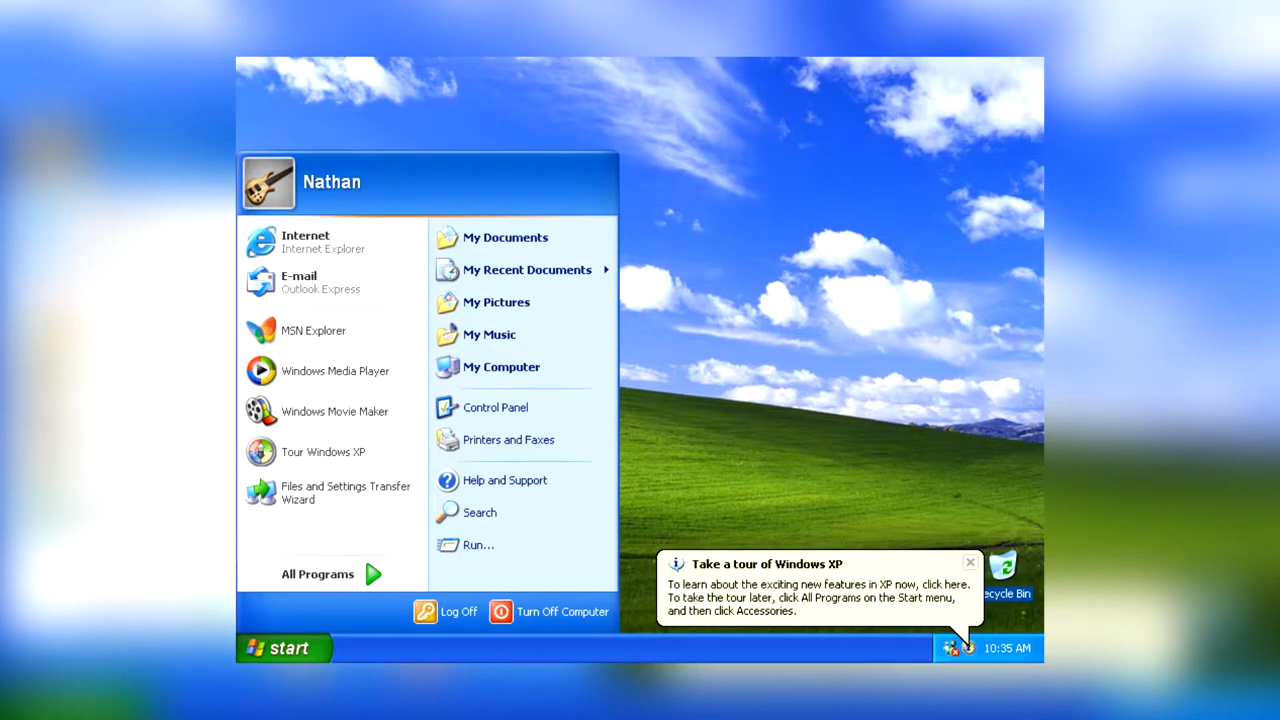 Nathan
Internet
Internet Explorer
E-mail
Outlook Express
MSN Explorer
Windows Media Player
Windows Movie Maker
Tour Windows XP
Files and Settings Transfer
Wizard
All Programs
My Documents
My Recent Documents
My Pictures
My Music
My Computer
Control Panel
Printers and Faxes
Help and Support
Search
Run...
Log Off
Turn Off Computer
Take a tour of Windows XP
To learn about the exciting new features in XP now, click here.
To take the tour later, click All Programs on the Start menu,
and then click Accessories.
ecycle Bin
start
10:35 AM